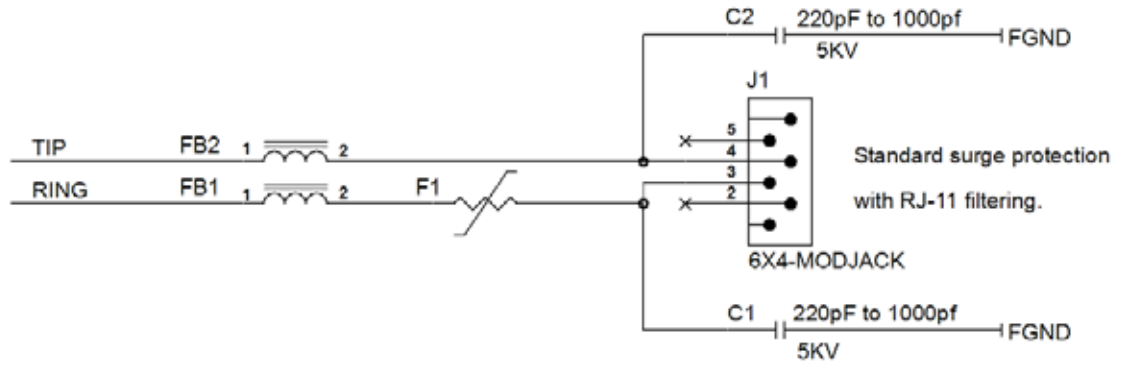 C2 220pF to 1000pf
5KV
FGND
J1
TIP FB2 1 2
RING FB1 1 2
F1
5
4
3
2
6X4-MODJACK
Standard surge protection
with RJ-11 filtering.
C1 220pF to 1000pf
5KV
FGND